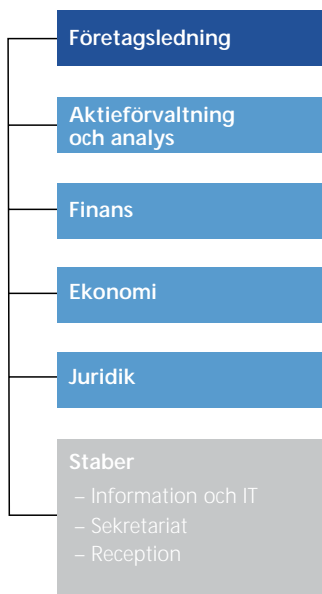 Företagsledning
Aktieförvaltning
och analys
Finans
Ekonomi
Juridik
Staber
– Information och IT
– Sekretariat
– Reception